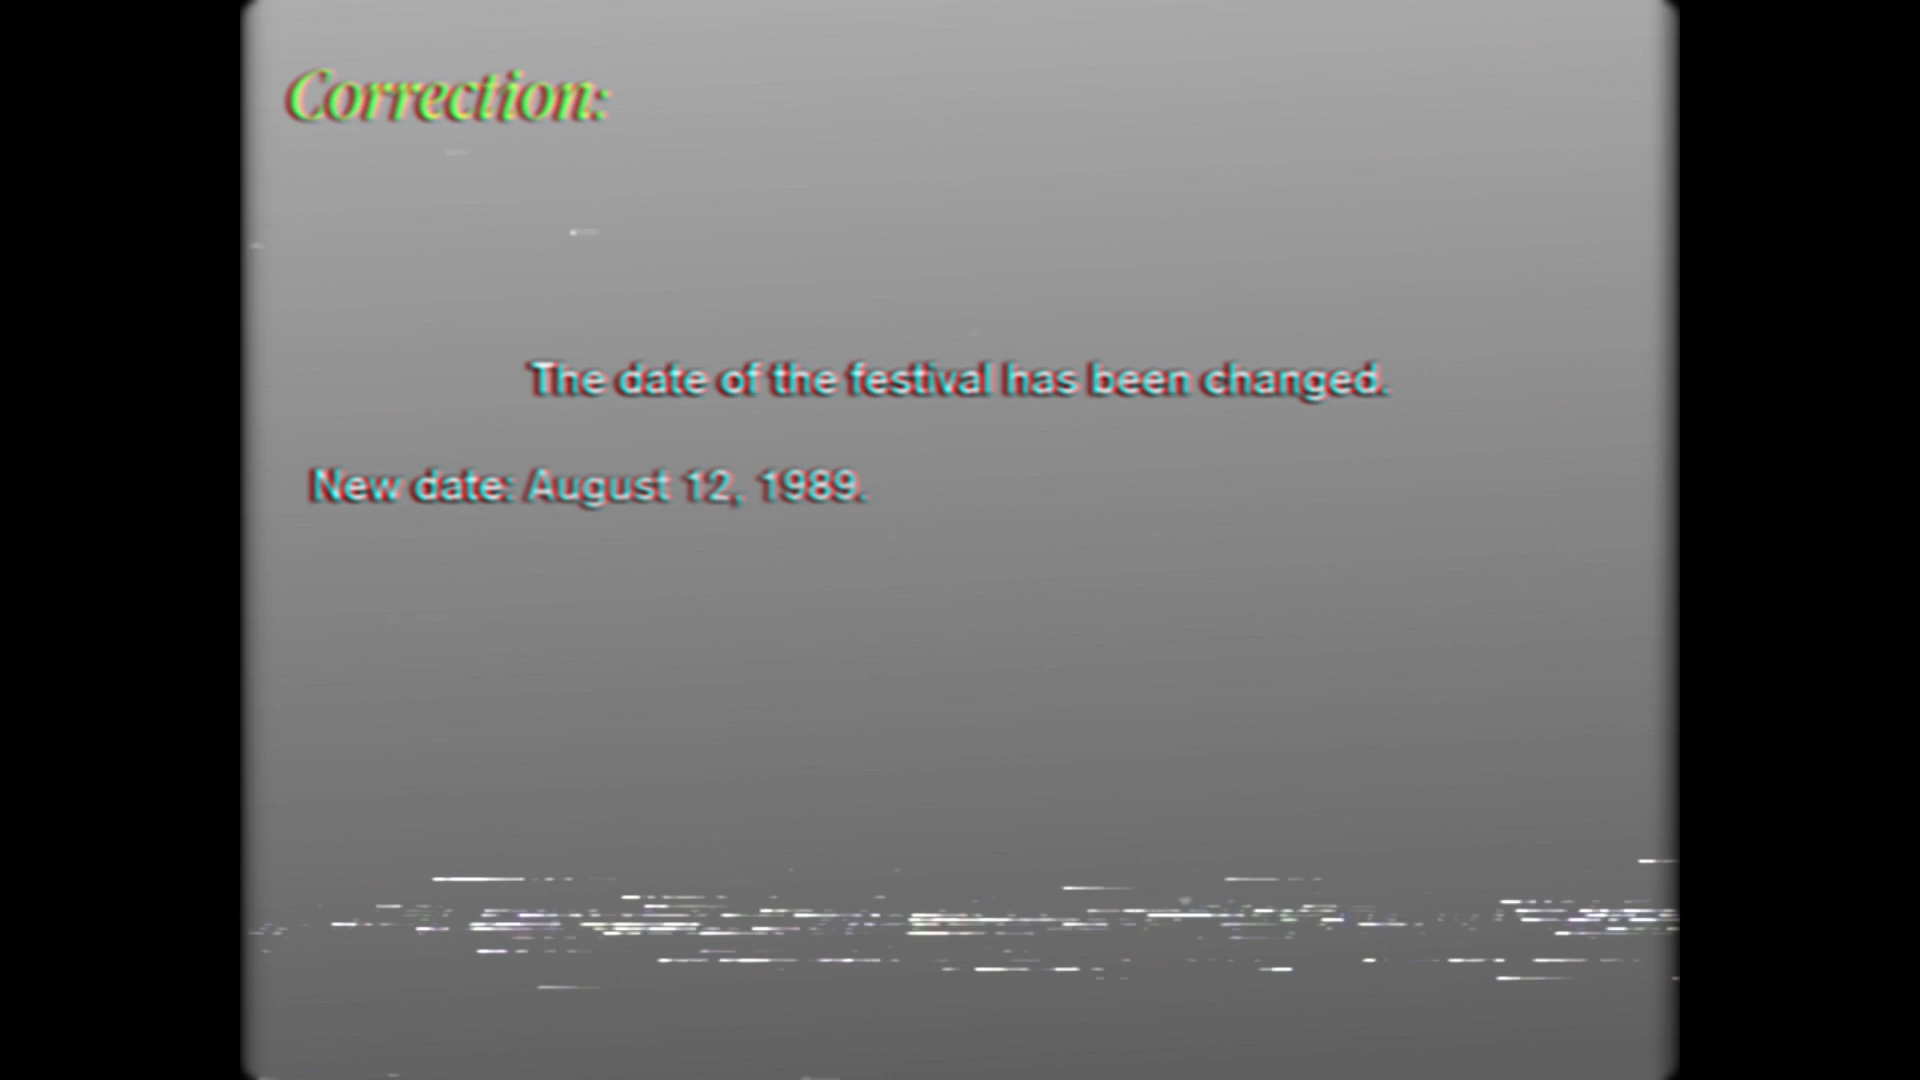 Correction:
The date of the festival has been changed.
New date: August 12, 1989.